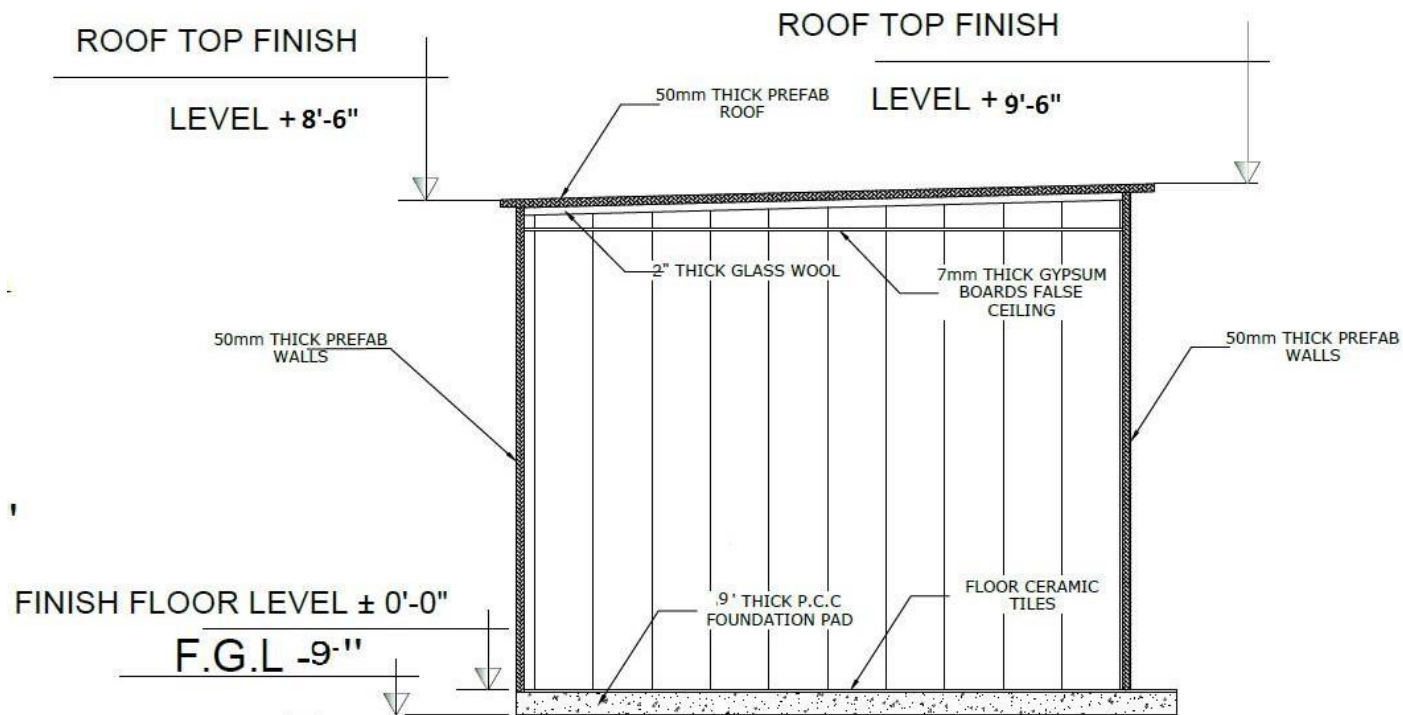 ROOF TOP FINISH
LEVEL + 8'-6"
ROOF TOP FINISH
LEVEL + 9'-6"
50mm THICK PREFAB
ROOF
2" THICK GLASS WOOL
7mm THICK GYPSUM
BOARDS FALSE
CEILING
50mm THICK PREFAB
WALLS
50mm THICK PREFAB
WALLS
FINISH FLOOR LEVEL ± 0'-0"
F.G.L -9-"
9' THICK P.C.C
FOUNDATION PAD
FLOOR CERAMIC
TILES